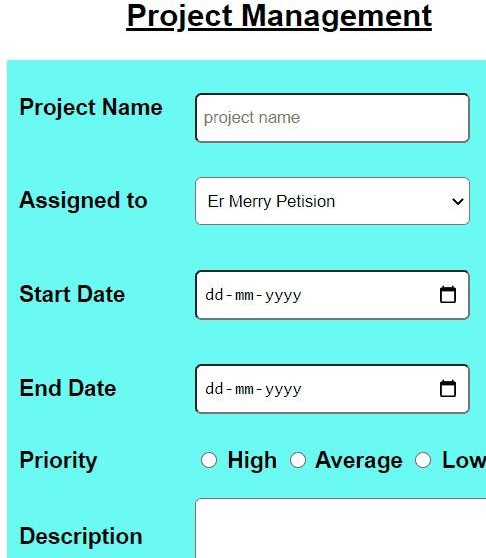 Project Management
Project Name project name
Assigned to Er Merry Petision
Start Date dd-mm-yyyy
End Date dd-mm-yyyy
Priority High Average Low
Description